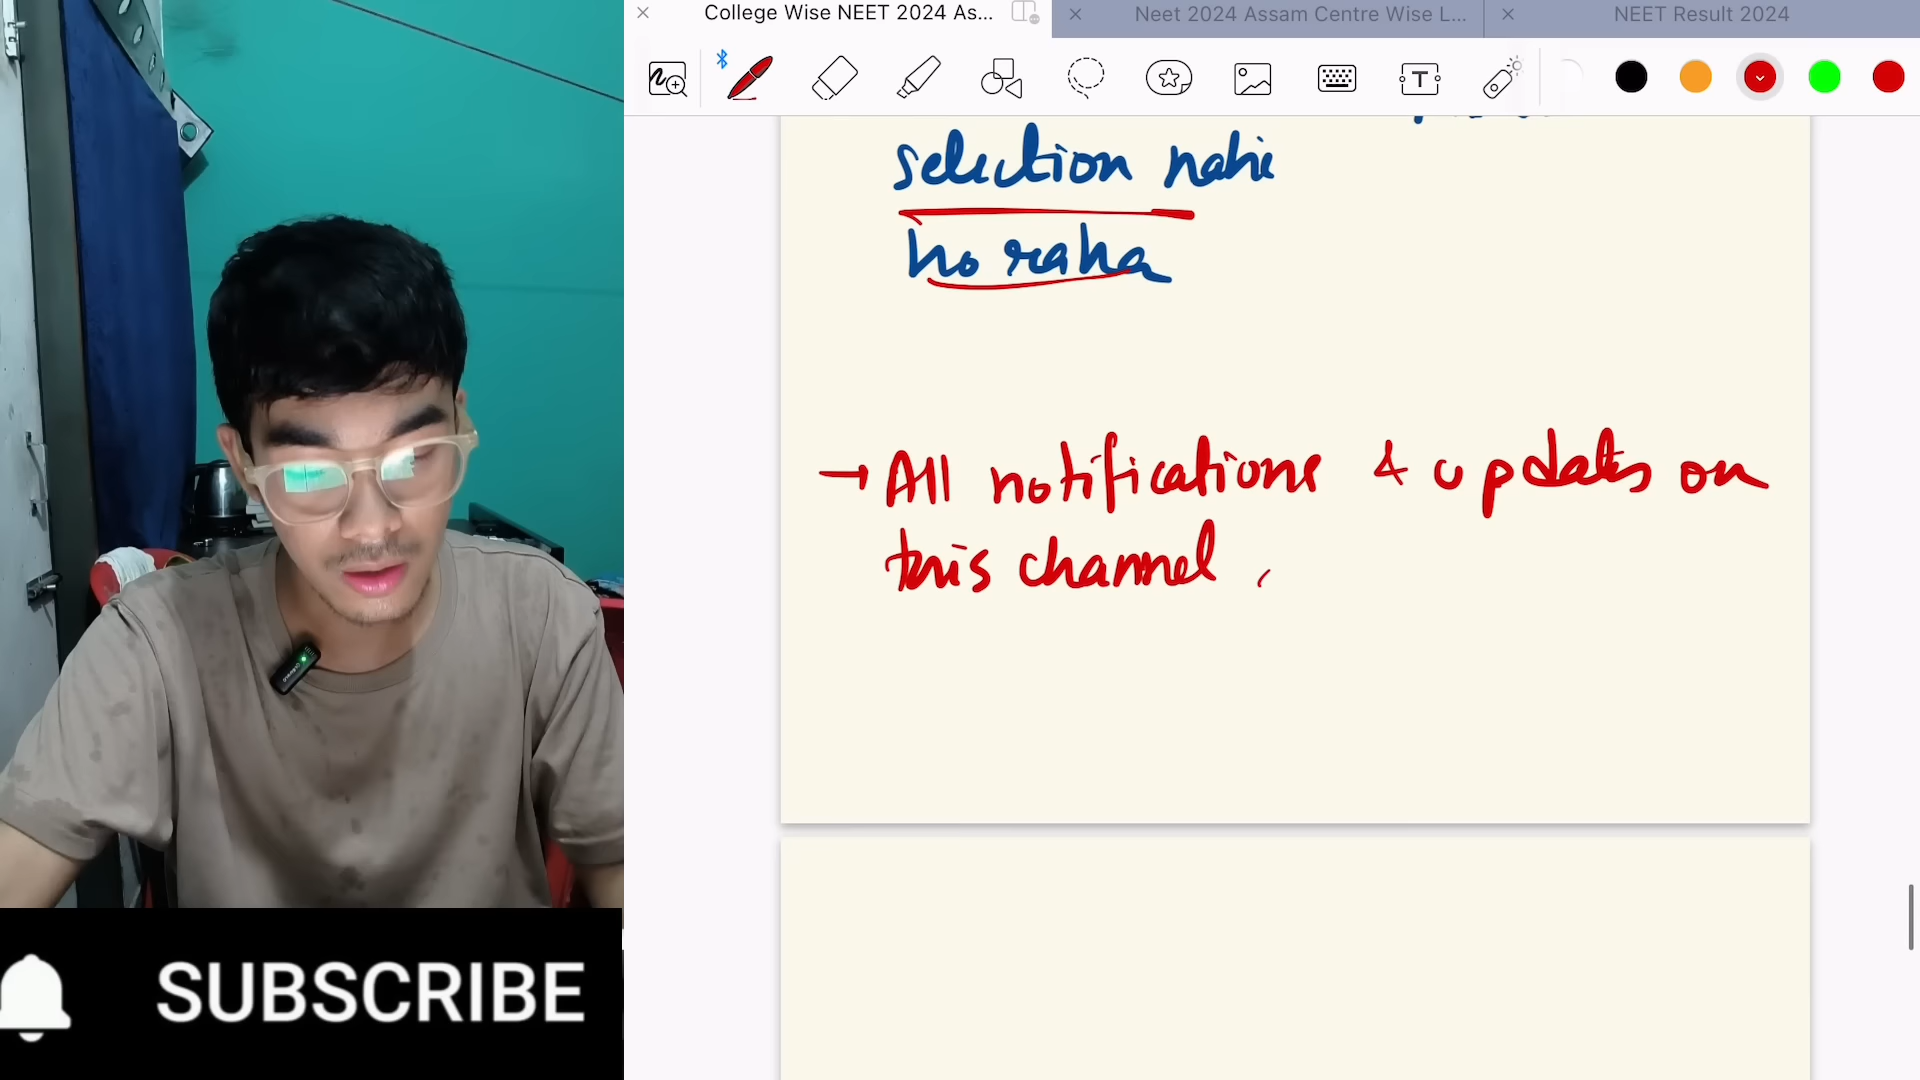 College Wise NEET 2024 As...
Neet 2024 Assam Centre Wise L...
NEET Result 2024
selection nahi
ho raha
→ All notifications & updates on
this channel
SUBSCRIBE